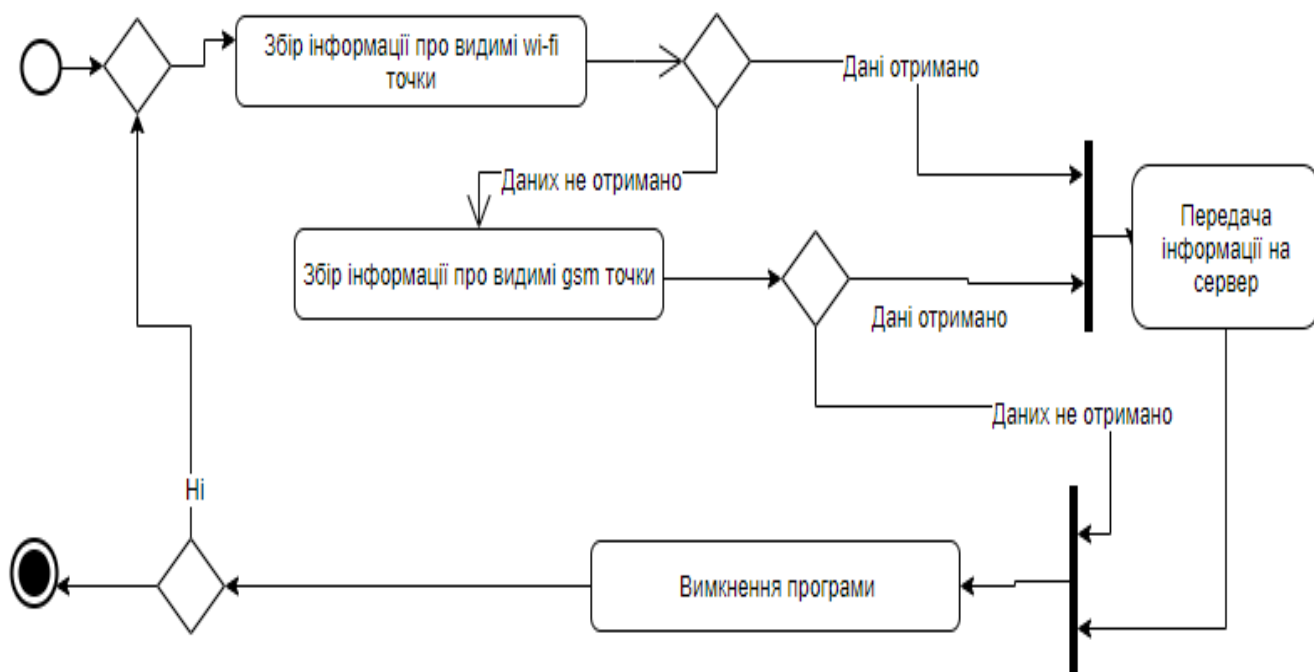 Збір інформації про видимі wi-fi
точки
Дані отримано
Даних не отримано
Передача
інформації на
сервер
Збір інформації про видимі gsm точки
Дані отримано
Даних не отримано
Ні
Вимкнення програми